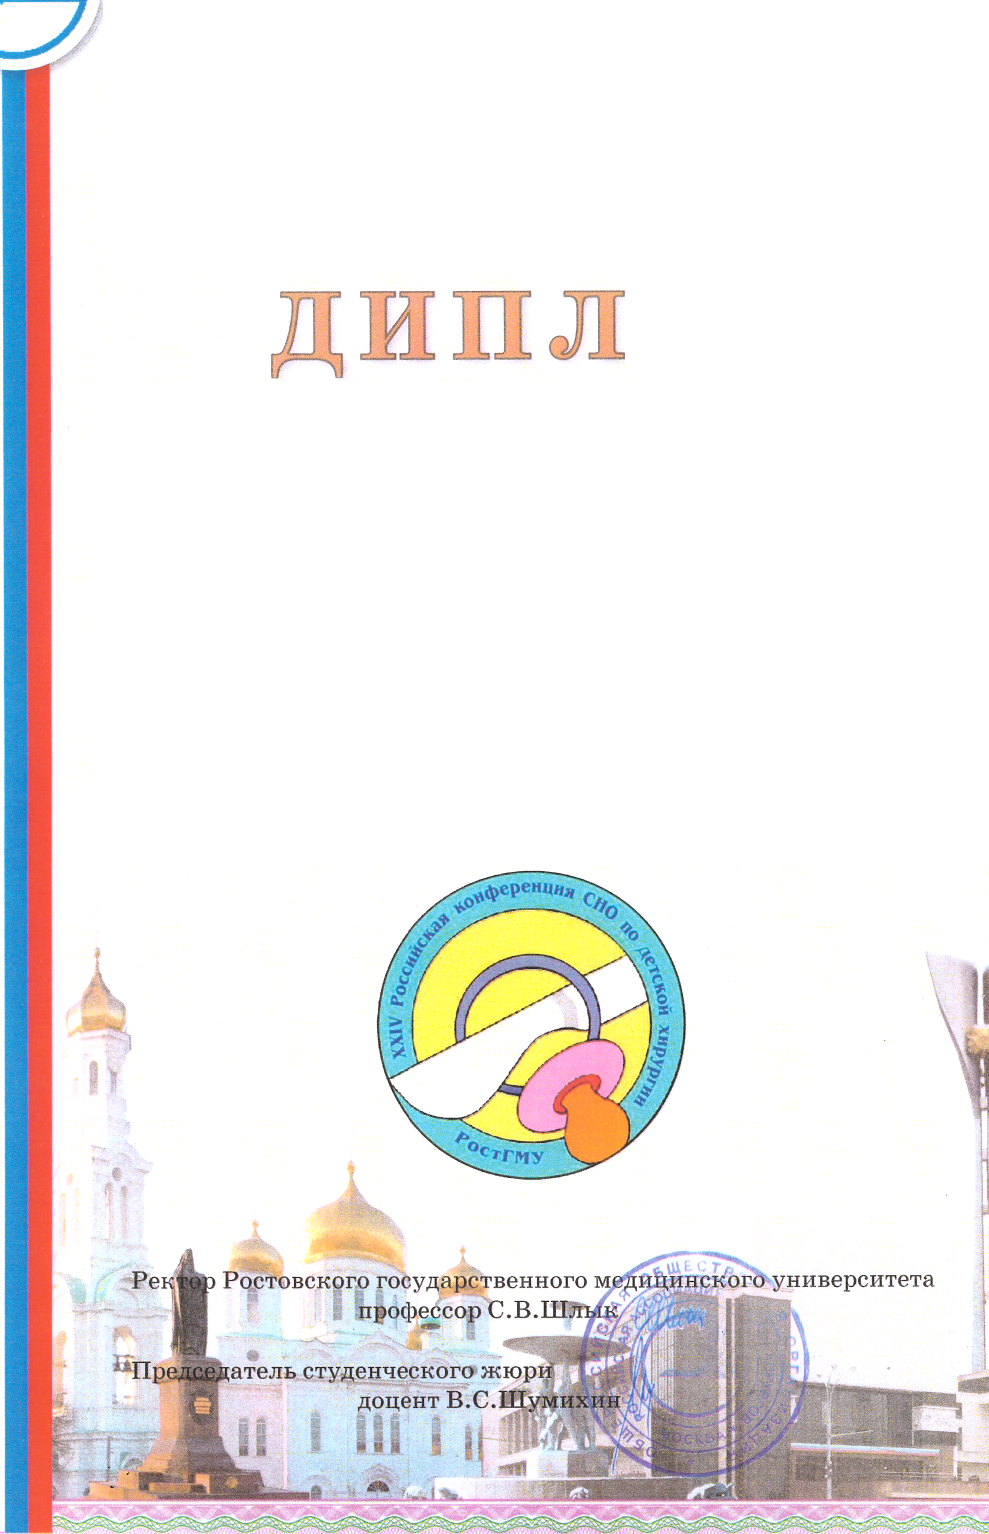 ДИПЛ
XXIV Российская конференция СНО по детской хирургии
РостГМУ
Ректор Ростовского государственного медицинского университета
профессор С.В.Шлык
Председатель студенческого жюри
доцент В.С.Шумихин
МОСКВА